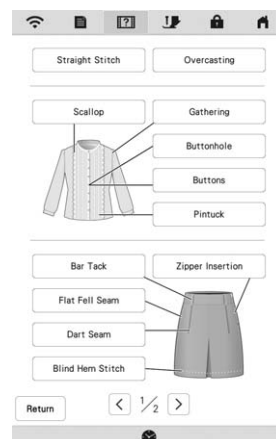 Straight Stitch
Overcasting
Scallop
Gathering
Buttonhole
Buttons
Pintuck
Bar Tack
Zipper Insertion
Flat Fell Seam
Dart Seam
Blind Hem Stitch
Return
1/2